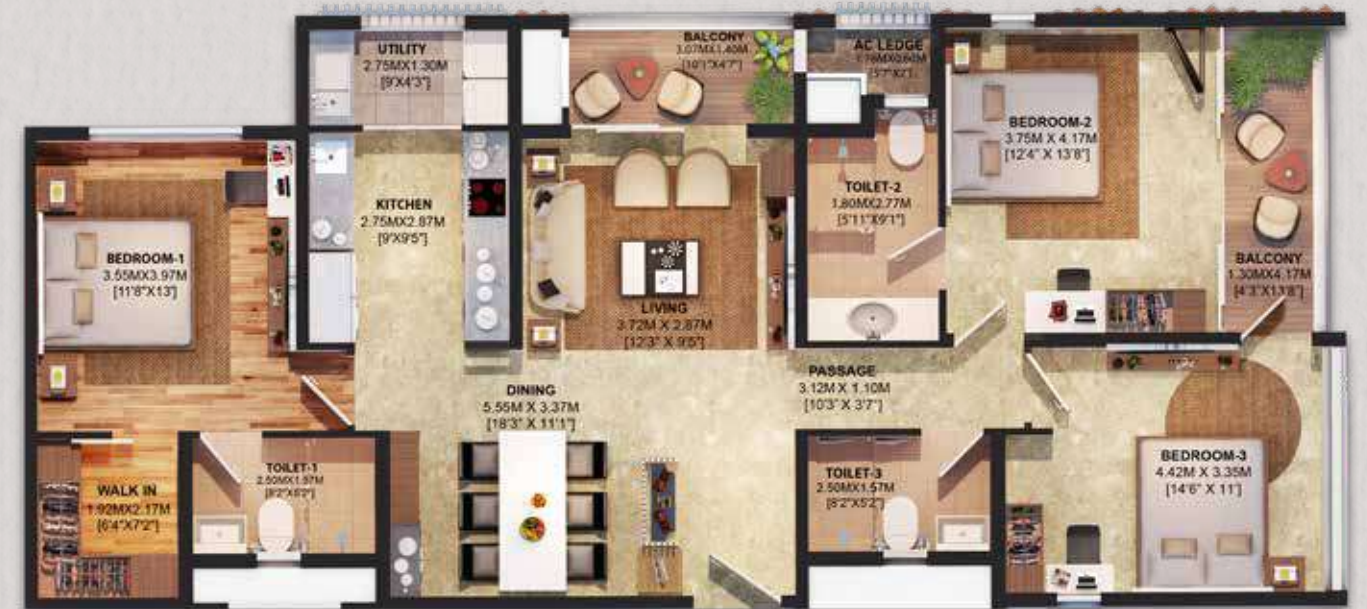 UTILITY
2.75MX1.30M
[9'X4'3"]
BALCONY
3.07MX1.40M
[10'1"X4'7"]
AC LEDGE
BEDROOM-2
3.75M X 4.17M
[12'4" X 13'8"]
TOILET-2
1.80MX2.77M
[5'11"X9'1"]
KITCHEN
2.75MX2.87M
[9'X9'5"]
BEDROOM-1
3.55MX3.97M
[11'8"X13']
BALCONY
1.30MX4.17M
[4'3"X13'8"]
LIVING
3.72M X 2.87M
[12'3" X 9'5"]
PASSAGE
3.12M X 1.10M
[10'3" X 3'7"]
DINING
5.55M X 3.37M
[18'3" X 11'1"]
BEDROOM-3
4.42M X 3.35M
[14'6" X 11']
TOILET-1
2.50MX1.57M
[8'2"X5'2"]
TOILET-3
2.50MX1.57M
[8'2"X5'2"]
WALK IN
1.92MX2.17M
[6'4"X7'2"]